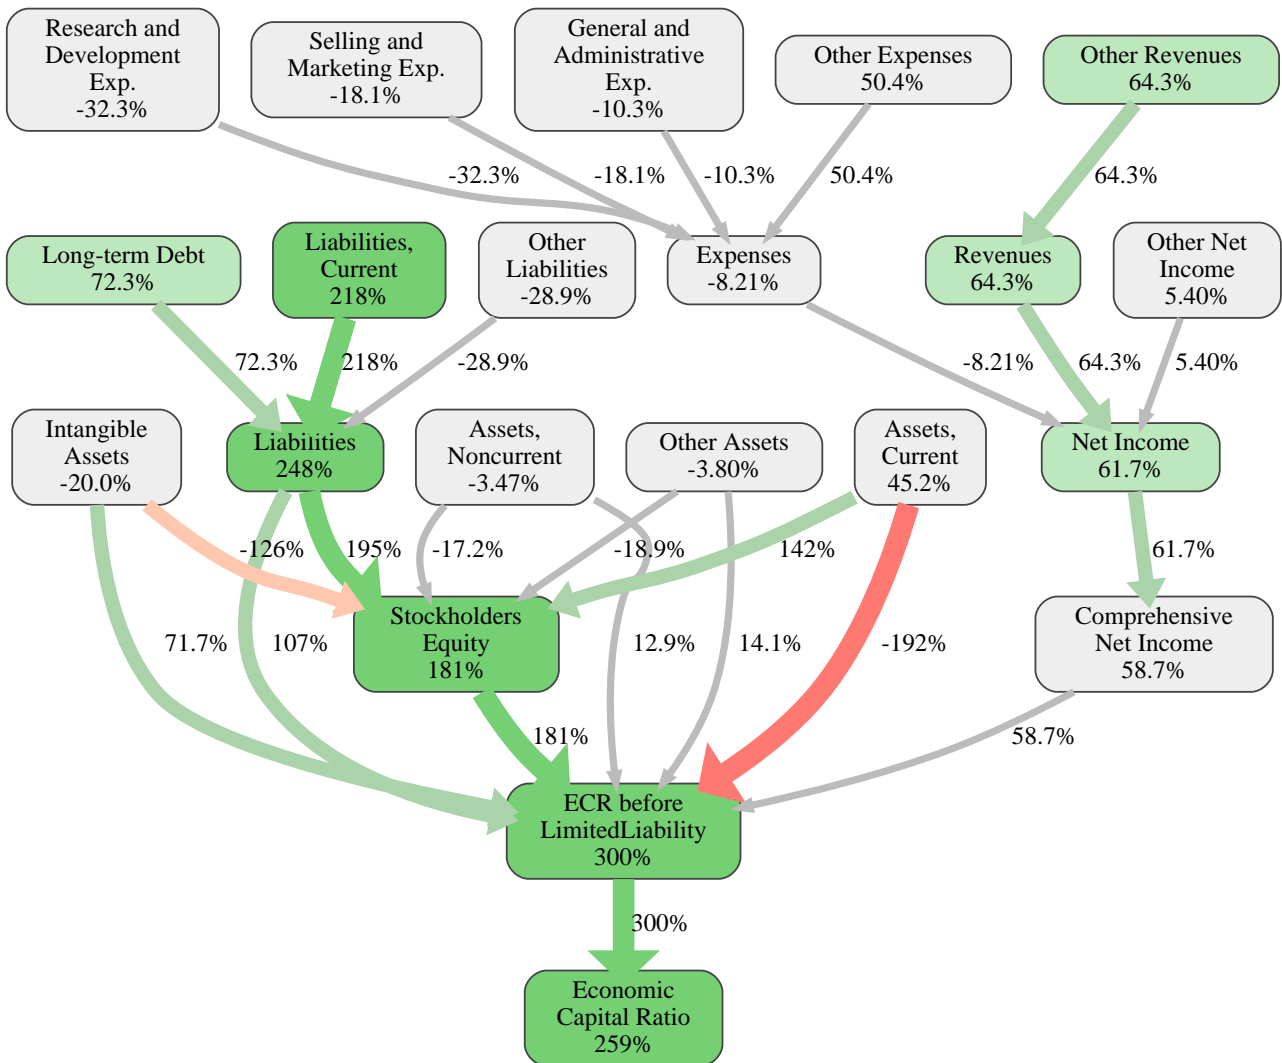 Research and
Development
Exp.
-32.3%
Selling and
Marketing Exp.
-18.1%
General and
Administrative
Exp.
-10.3%
Other Expenses
50.4%
Other Revenues
64.3%
-32.3%
-18.1%
-10.3%
50.4%
64.3%
Long-term Debt
72.3%
Liabilities,
Current
218%
Other
Liabilities
-28.9%
Expenses
-8.21%
Revenues
64.3%
Other Net
Income
5.40%
72.3%
218%
-28.9%
-8.21%
64.3%
5.40%
Intangible
Assets
-20.0%
Liabilities
248%
Assets,
Noncurrent
-3.47%
Other Assets
-3.80%
Assets,
Current
45.2%
Net Income
61.7%
-126%
195%
-17.2%
-18.9%
142%
61.7%
Stockholders
Equity
181%
Comprehensive
Net Income
58.7%
71.7%
107%
12.9%
14.1%
-192%
181%
58.7%
ECR before
LimitedLiability
300%
300%
Economic
Capital Ratio
259%